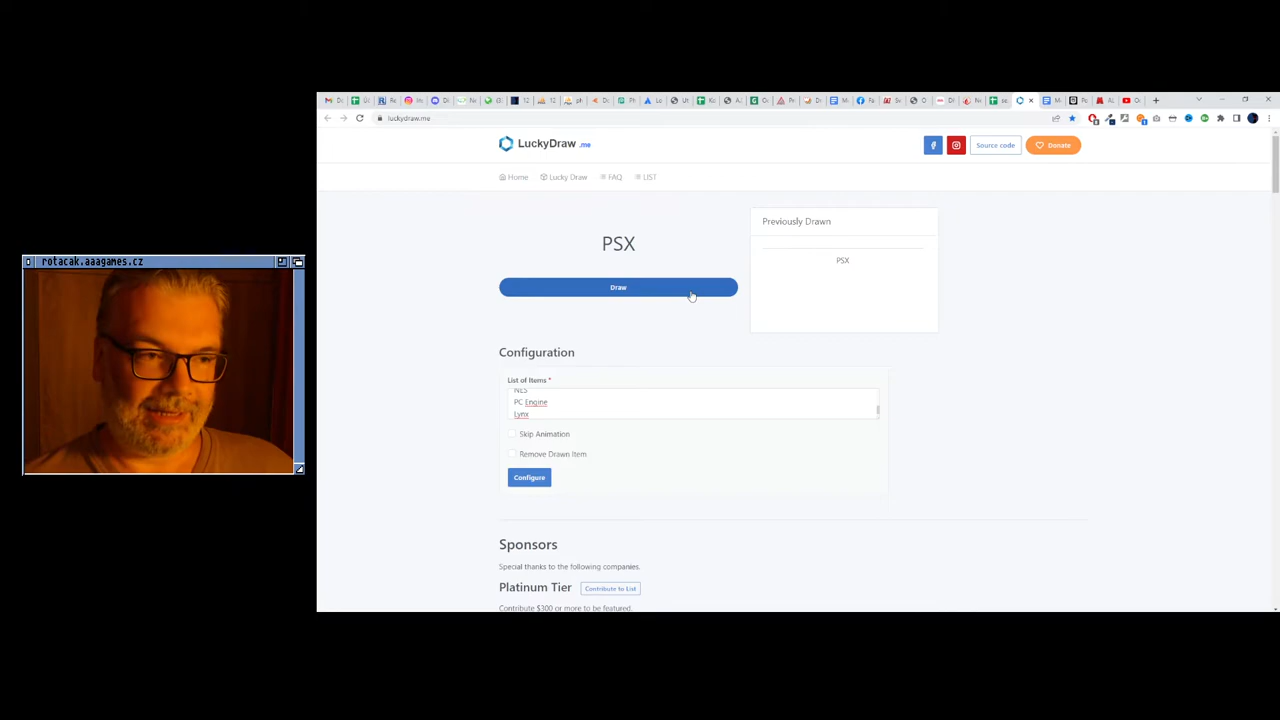 luckydraw.me
LuckyDraw .me
Source code
Donate
Home
Lucky Draw
FAQ
LIST
PSX
Draw
Previously Drawn
PSX
rotacak.aaagames.cz
Configuration
List of Items *
NES
PC Engine
Lynx
Skip Animation
Remove Drawn Item
Configure
Sponsors
Special thanks to the following companies.
Platinum Tier
Contribute to List
Contribute $300 or more to be featured.